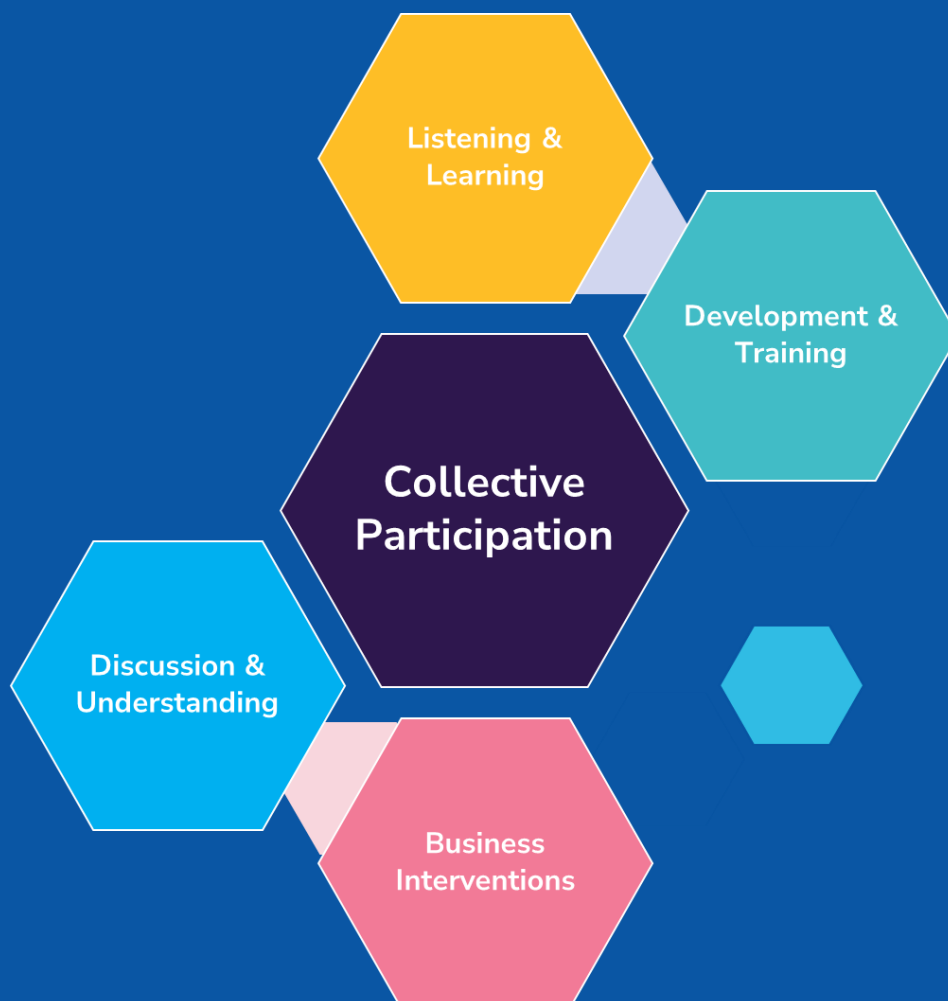 Listening &
Learning
Development &
Training
Collective
Participation
Discussion &
Understanding
Business
Interventions